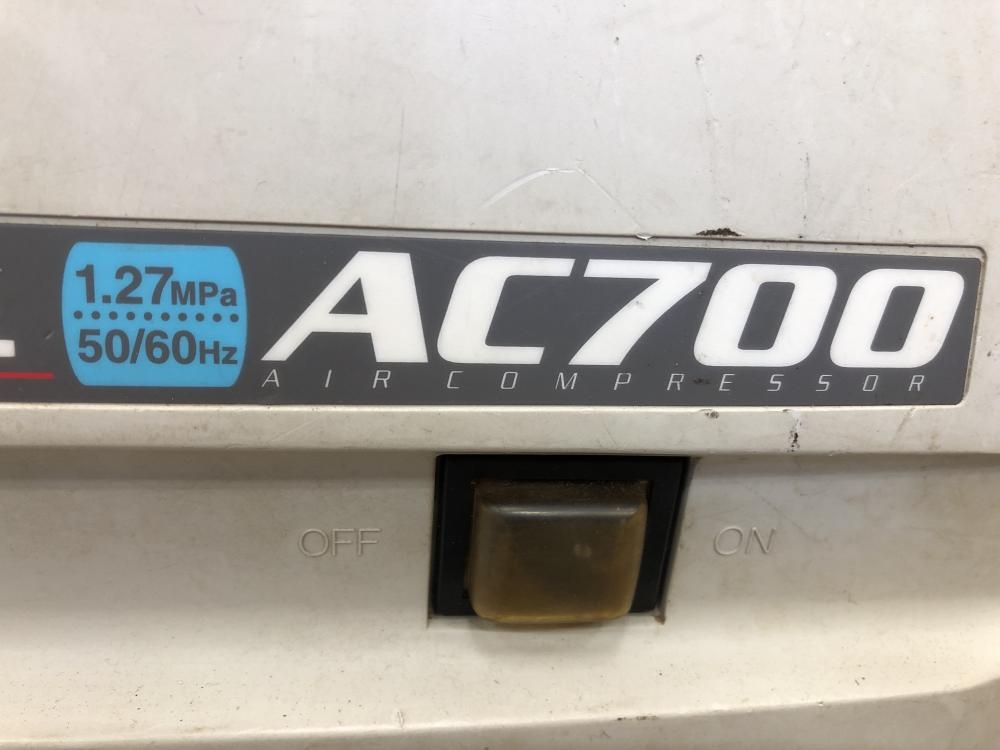 1.27MPa
50/60Hz
AC700
AIR COMPRESSOR
OFF
ON